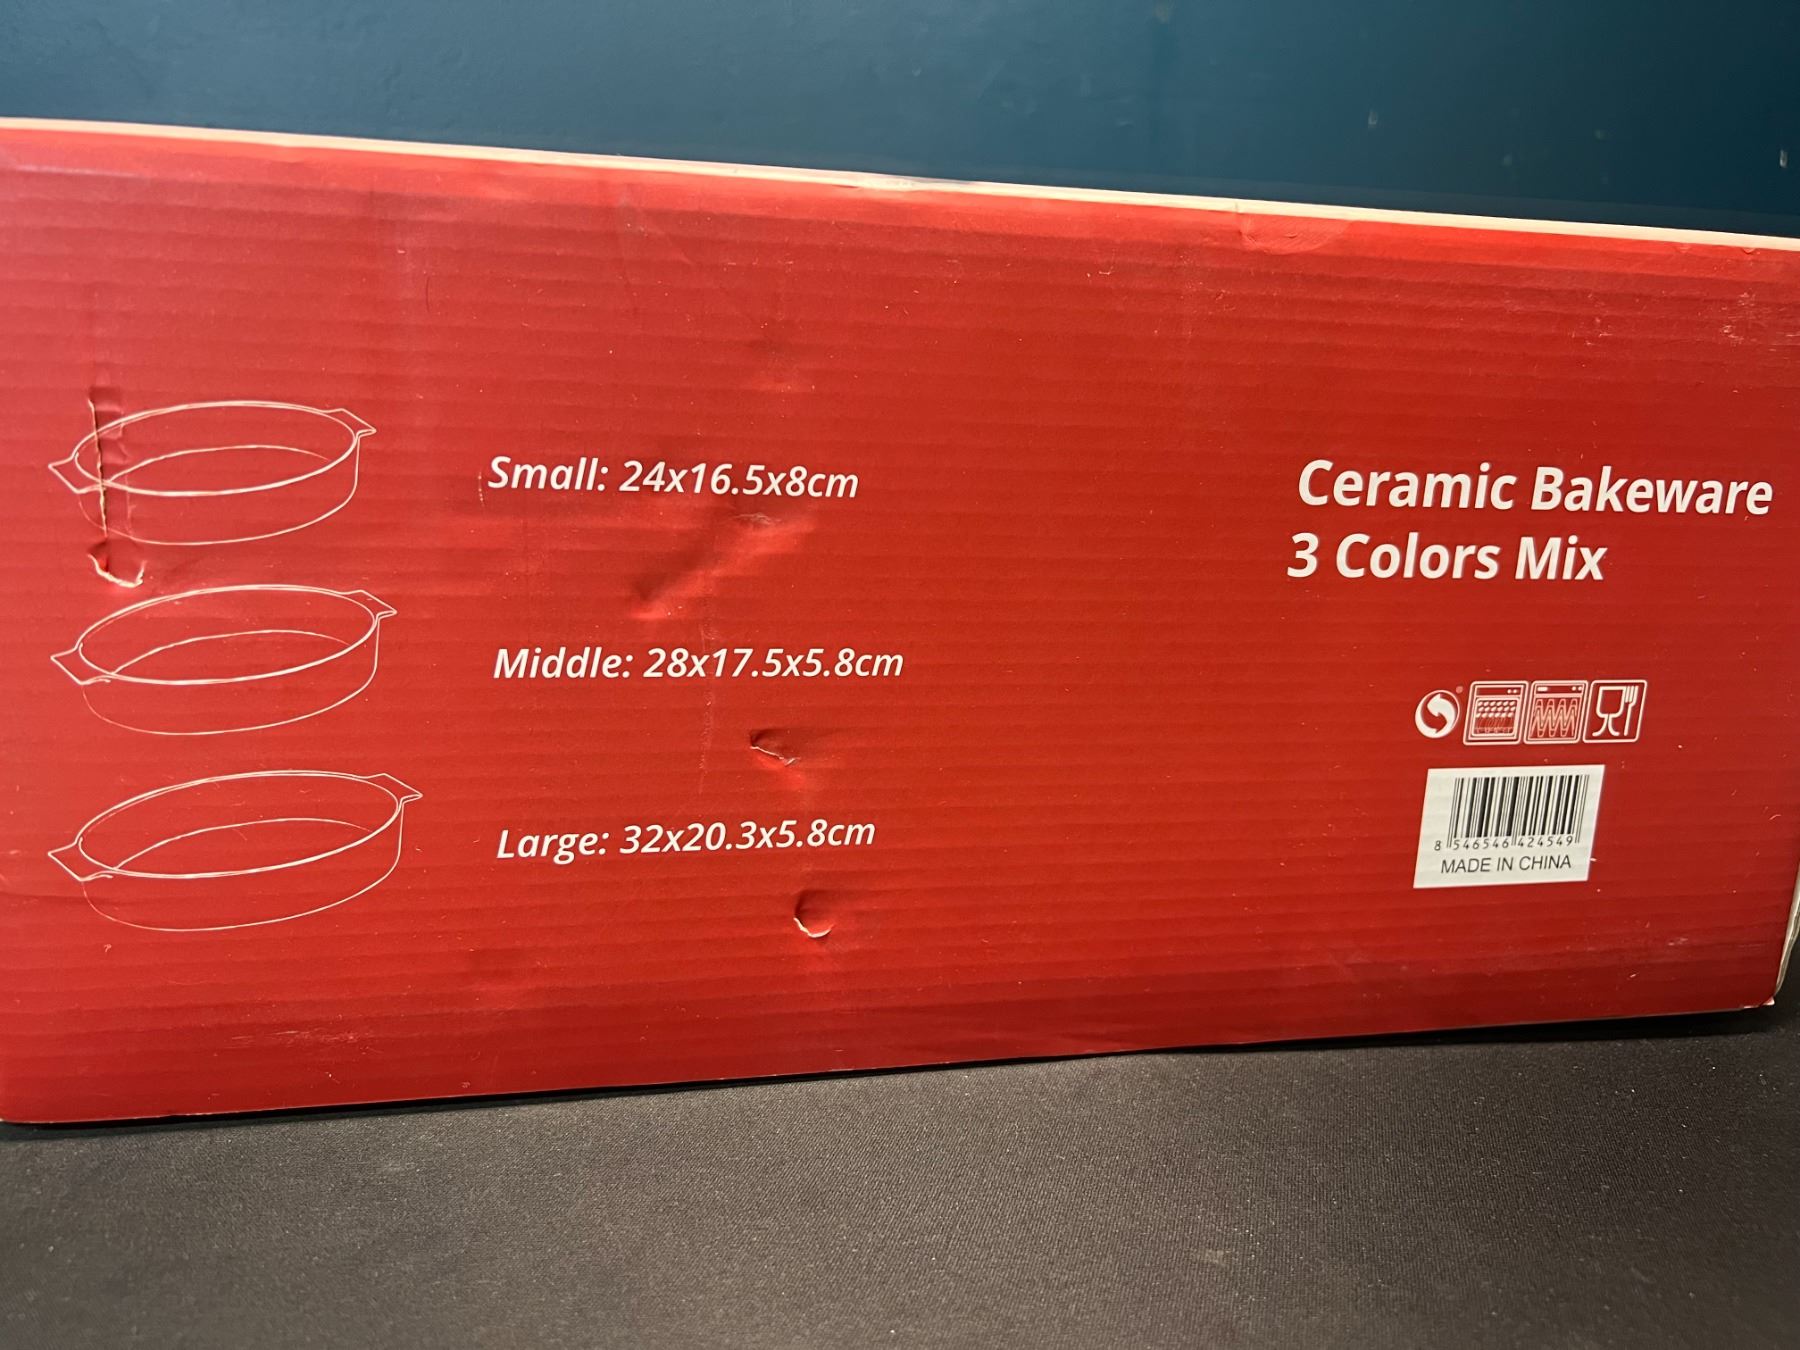 Small: 24x16.5x8cm
Middle: 28x17.5x5.8cm
Large: 32x20.3x5.8cm
Ceramic Bakeware
3 Colors Mix
8 546546 424549
MADE IN CHINA